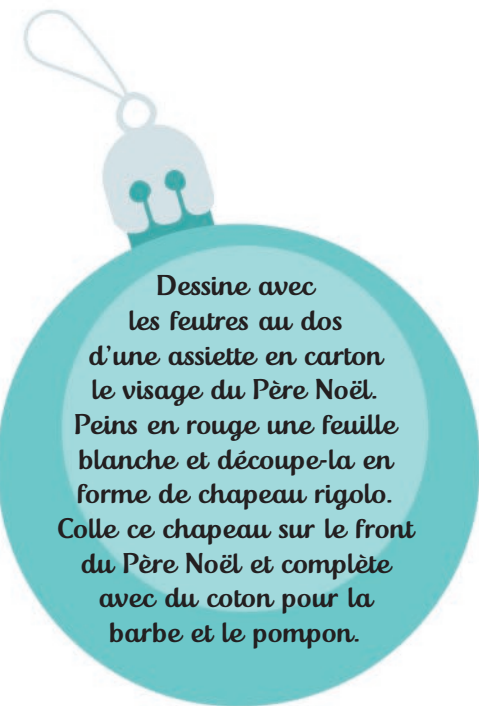 Dessine avec
les feutres au dos
d’une assiette en carton
le visage du Père Noël.
Peins en rouge une feuille
blanche et découpe-la en
forme de chapeau rigolo.
Colle ce chapeau sur le front
du Père Noël et complète
avec du coton pour la
barbe et le pompon.